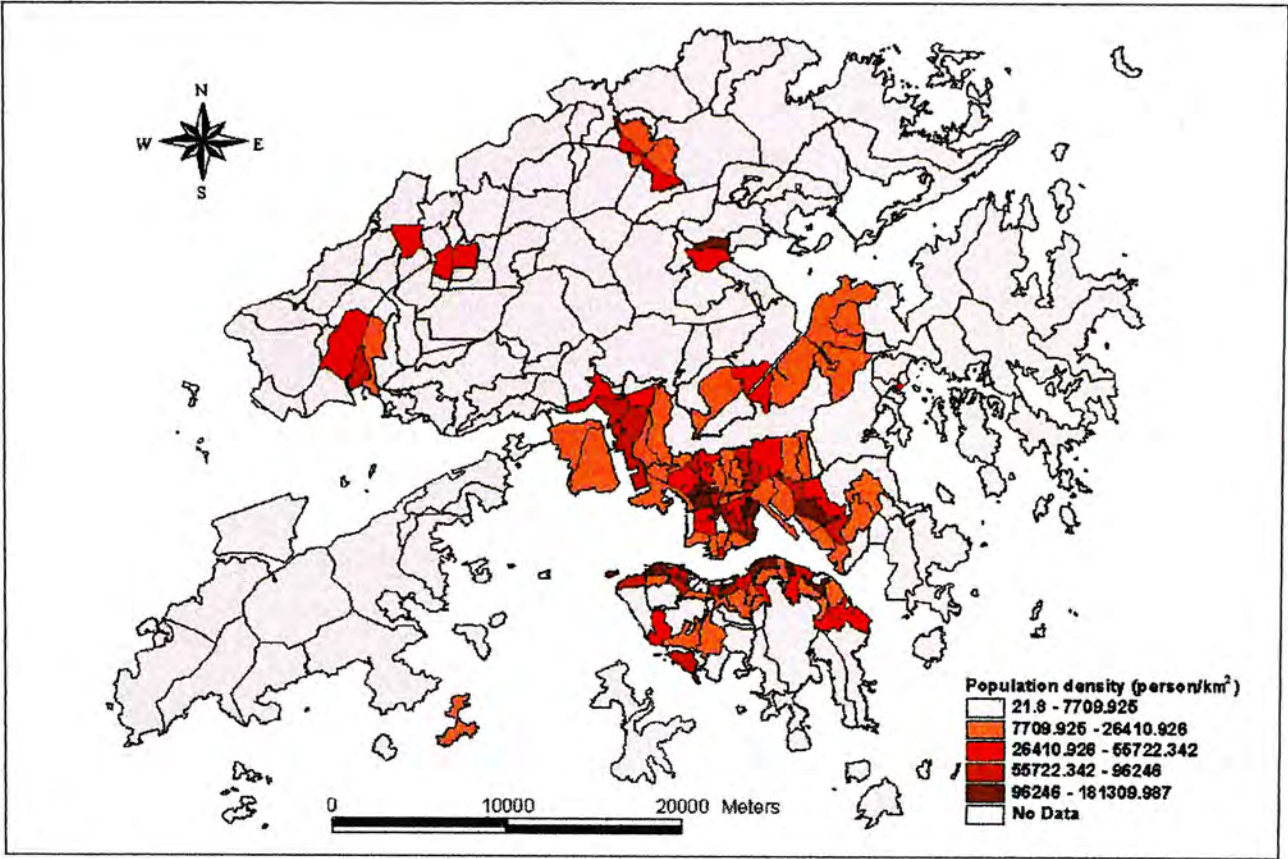 N
W E
S
Population density (person/km²)
21.8 - 7709.925
7709.925 - 26410.926
26410.926 - 55722.342
55722.342 - 96246
96246 - 181309.987
No Data
0 10000 20000 Meters